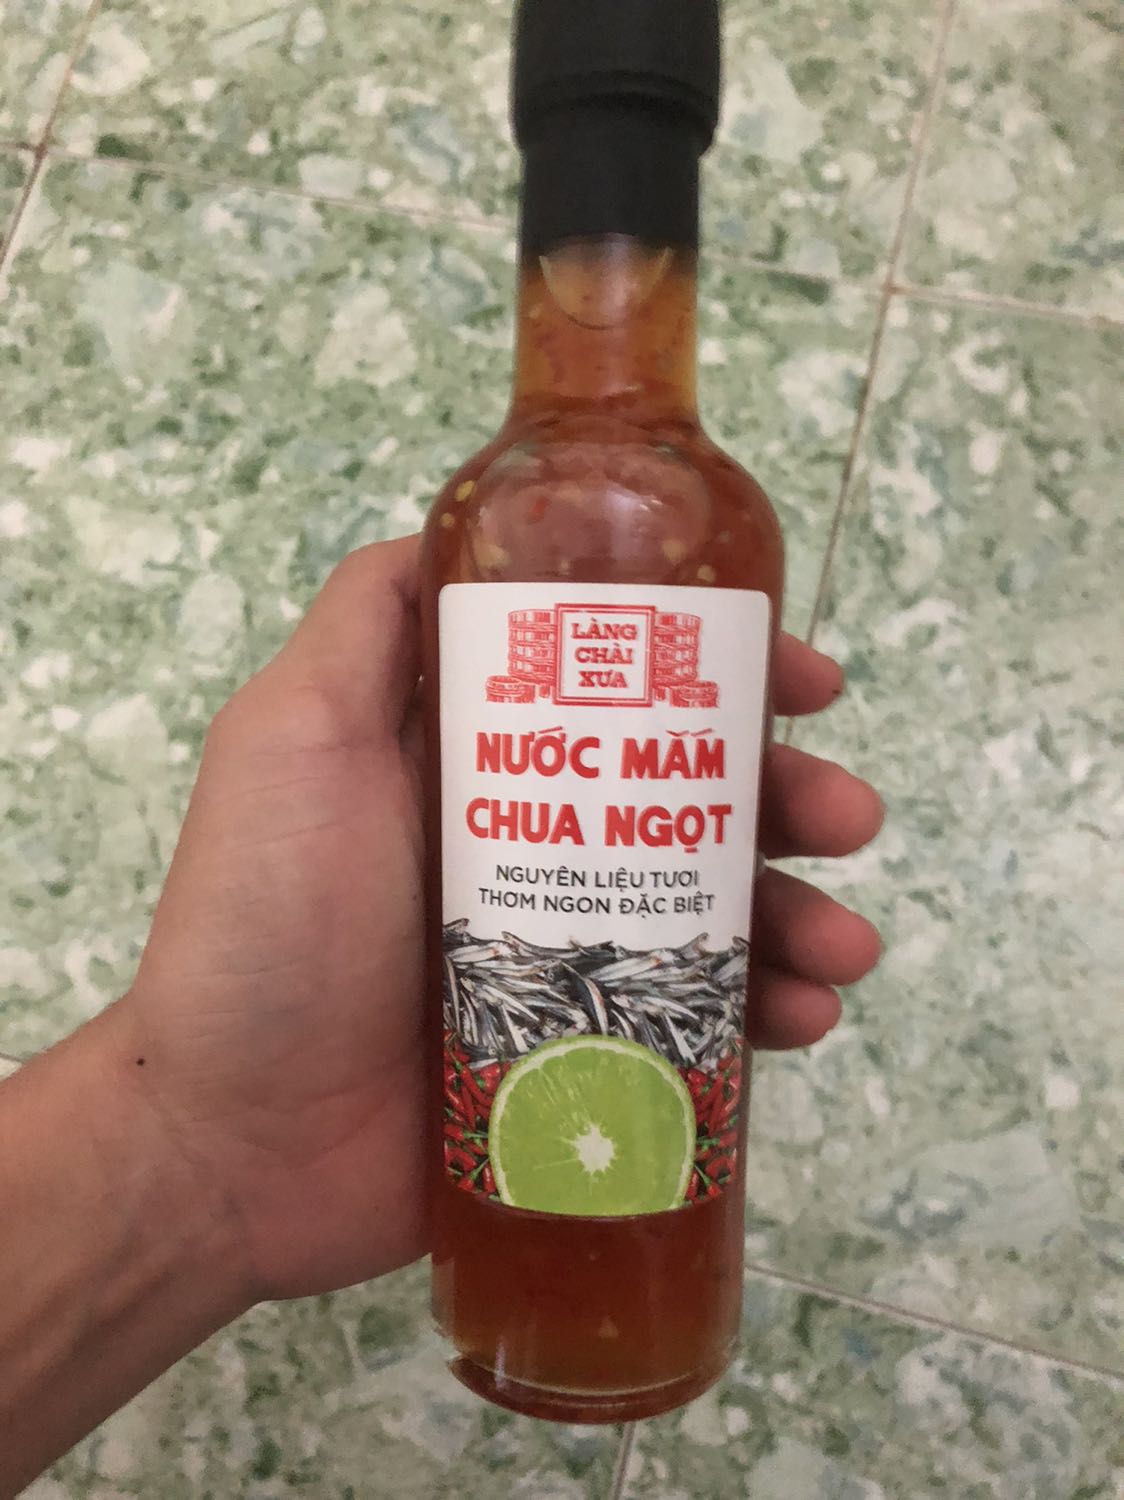 LÀNG
CHÀI
XƯA
NƯỚC MẮM
CHUA NGỌT
NGUYÊN LIỆU TƯƠI
THƠM NGON ĐẶC BIỆT